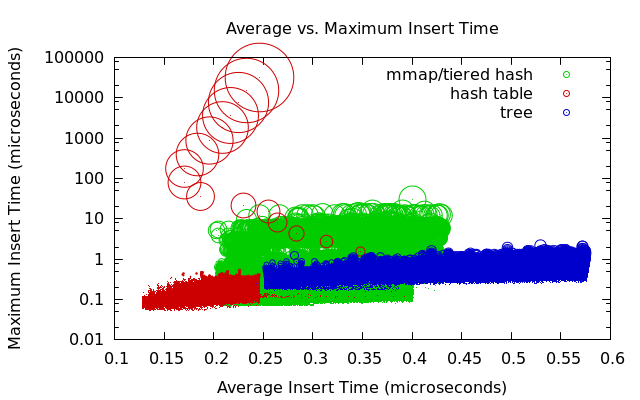 Average vs. Maximum Insert Time
Maximum Insert Time (microseconds)
100000
10000
1000
100
10
1
0.1
0.01
mmap/tiered hash
hash table
tree
0.1 0.15 0.2 0.25 0.3 0.35 0.4 0.45 0.5 0.55 0.6
Average Insert Time (microseconds)